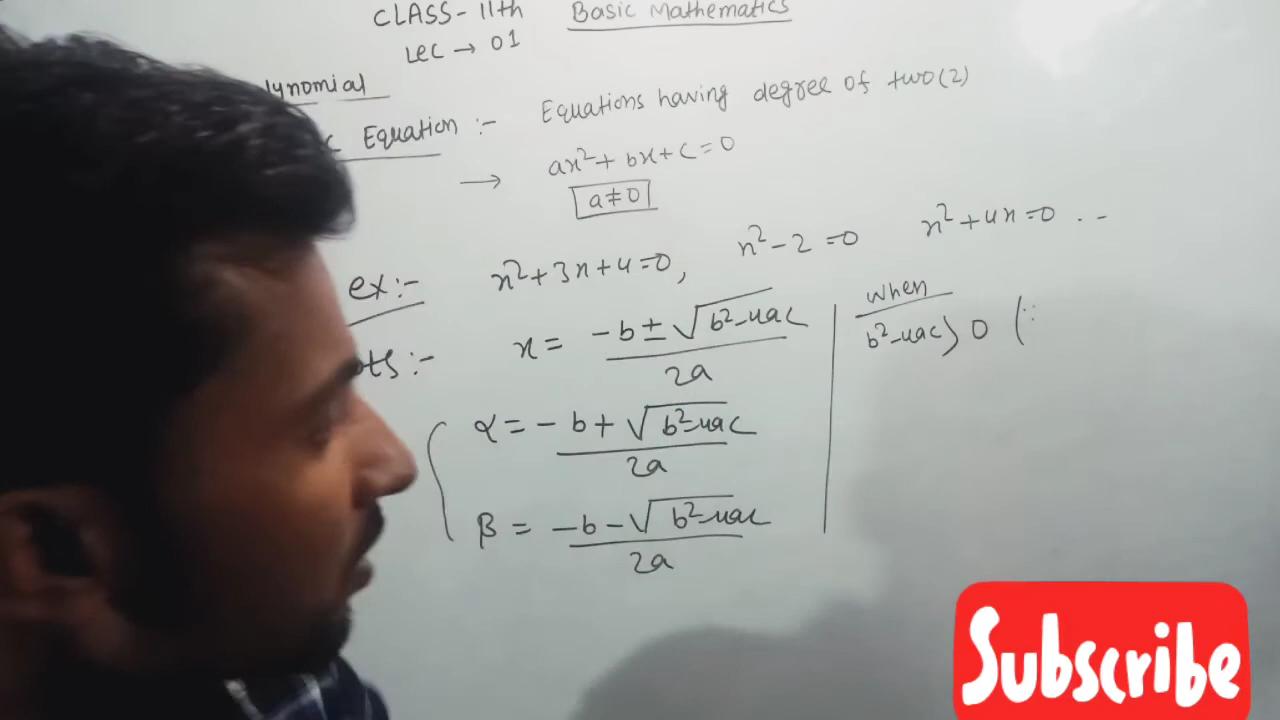 CLASS - 11th Basic Mathematics
Lec → 01
lynomial
c Equation :- Equations having degree of two(2)
→ ax²+bx+c=0
a≠0
ex:- x²+3x+4=0, x²-2=0 x²+4x=0 . .
ots :- x = -b±√b²-4ac / 2a
α = -b+√b²-4ac / 2a
β = -b-√b²-4ac / 2a
when
b²-4ac > 0 (∵
Subscribe